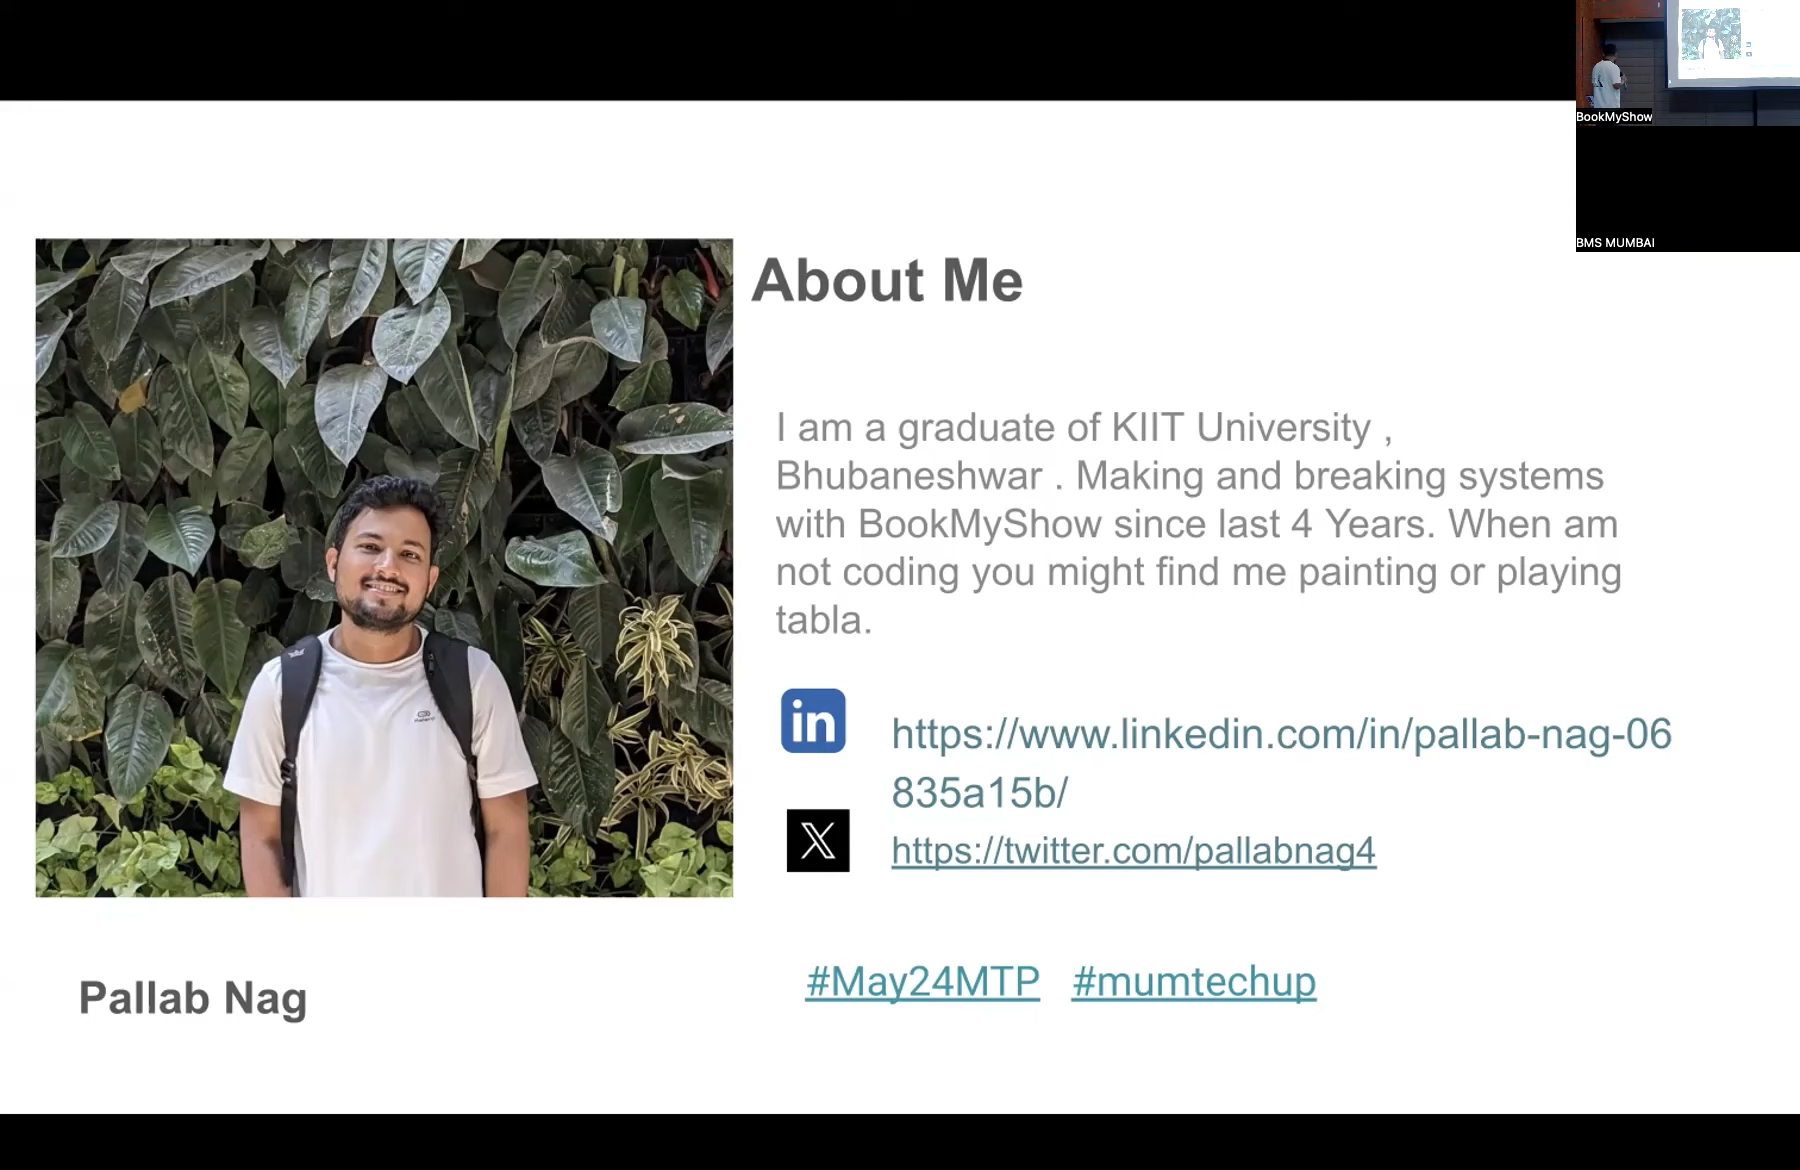 BookMyShow
BMS MUMBAI
About Me
I am a graduate of KIIT University ,
Bhubaneshwar . Making and breaking systems
with BookMyShow since last 4 Years. When am
not coding you might find me painting or playing
tabla.
in
https://www.linkedin.com/in/pallab-nag-06
835a15b/
X
https://twitter.com/pallabnag4
#May24MTP #mumtechup
Pallab Nag